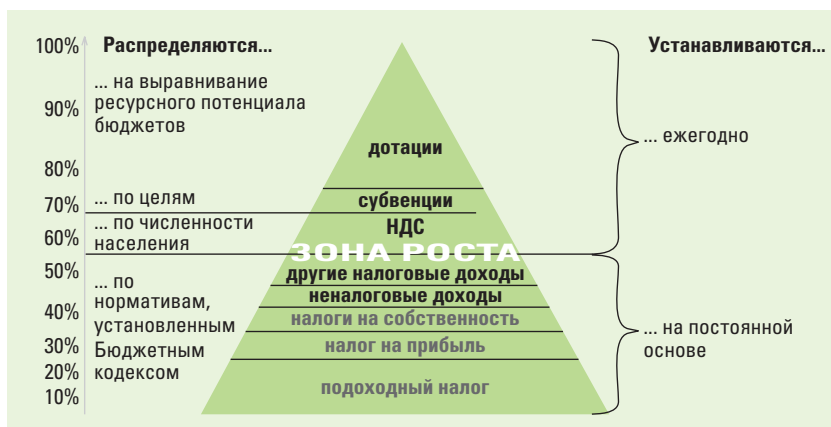 100%
90%
80%
70%
60%
50%
40%
30%
20%
10%
Распределяются...
... на выравнивание
ресурсного потенциала
бюджетов
... по целям
... по численности
населения
... по
нормативам,
установленным
Бюджетным
кодексом
дотации
субвенции
НДС
ЗОНА РОСТА
другие налоговые доходы
неналоговые доходы
налоги на собственность
налог на прибыль
подоходный налог
Устанавливаются...
... ежегодно
... на постоянной
основе